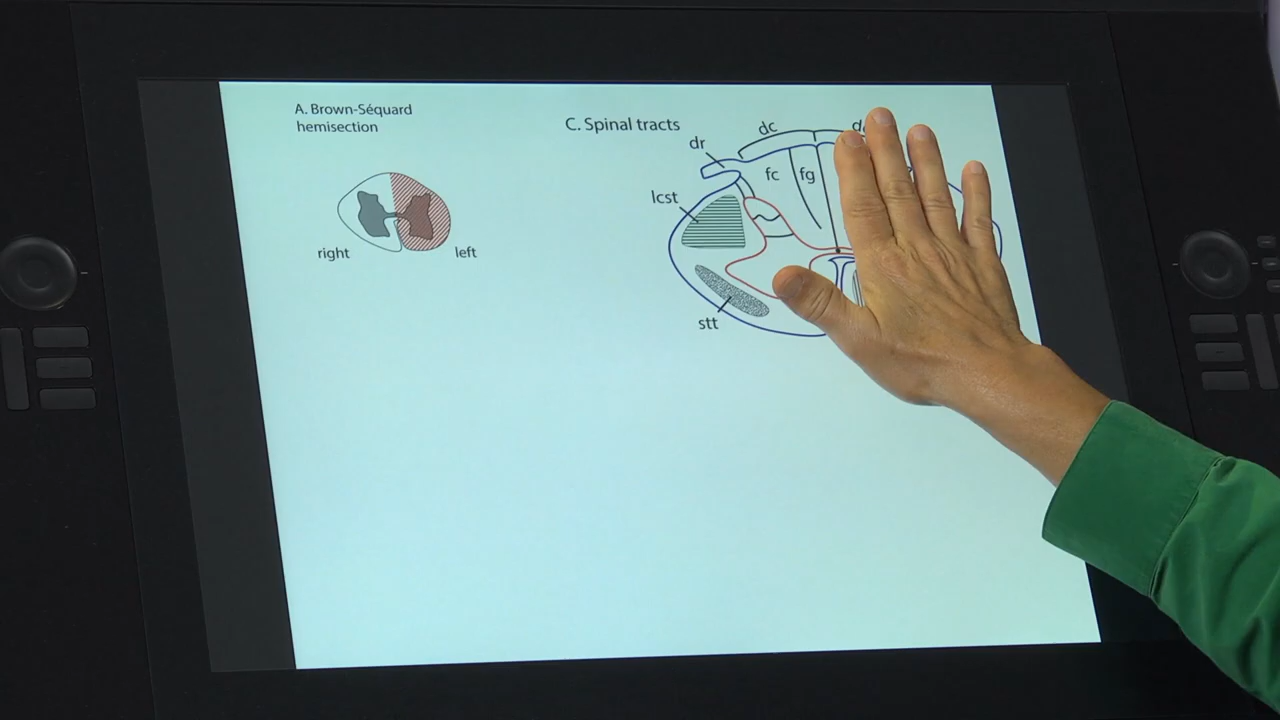 A. Brown-Séquard
hemisection
right
left
C. Spinal tracts
dc
dr
fc
fg
lcst
stt